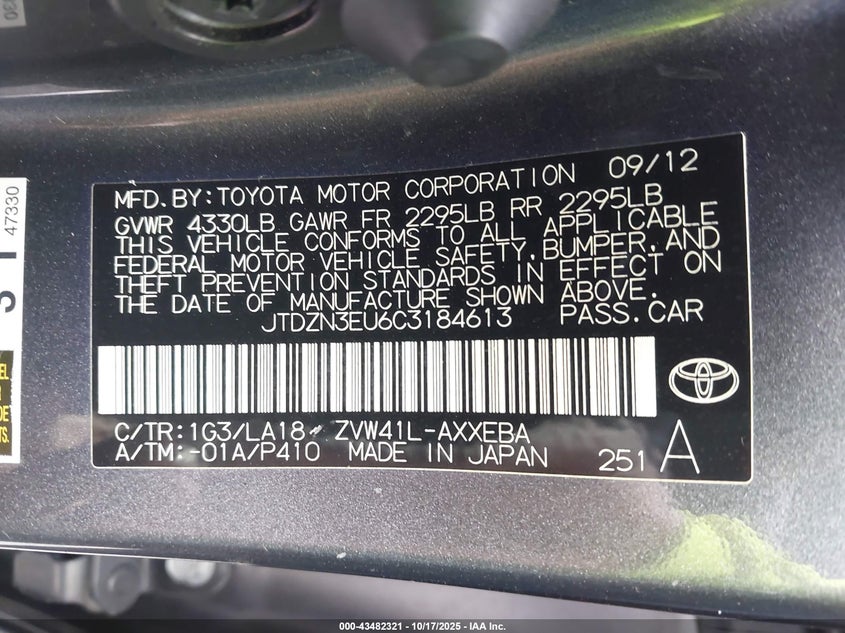 MFD.BY:TOYOTA MOTOR CORPORATION 09/12
GVWR 4330LB GAWR FR 2295LB RR 2295LB
THIS VEHICLE CONFORMS TO ALL APPLICABLE
FEDERAL MOTOR VEHICLE SAFETY,BUMPER,AND
THEFT PREVENTION STANDARDS IN EFFECT ON
THE DATE OF MANUFACTURE SHOWN ABOVE.
JTDZN3EU6C3184613 PASS.CAR
C/TR:1G3/LA18 ZVW41L-AXXEBA
A/TM:-01A/P410 MADE IN JAPAN 251 A
47330
000-43482321 - 10/17/2025 - IAA Inc.